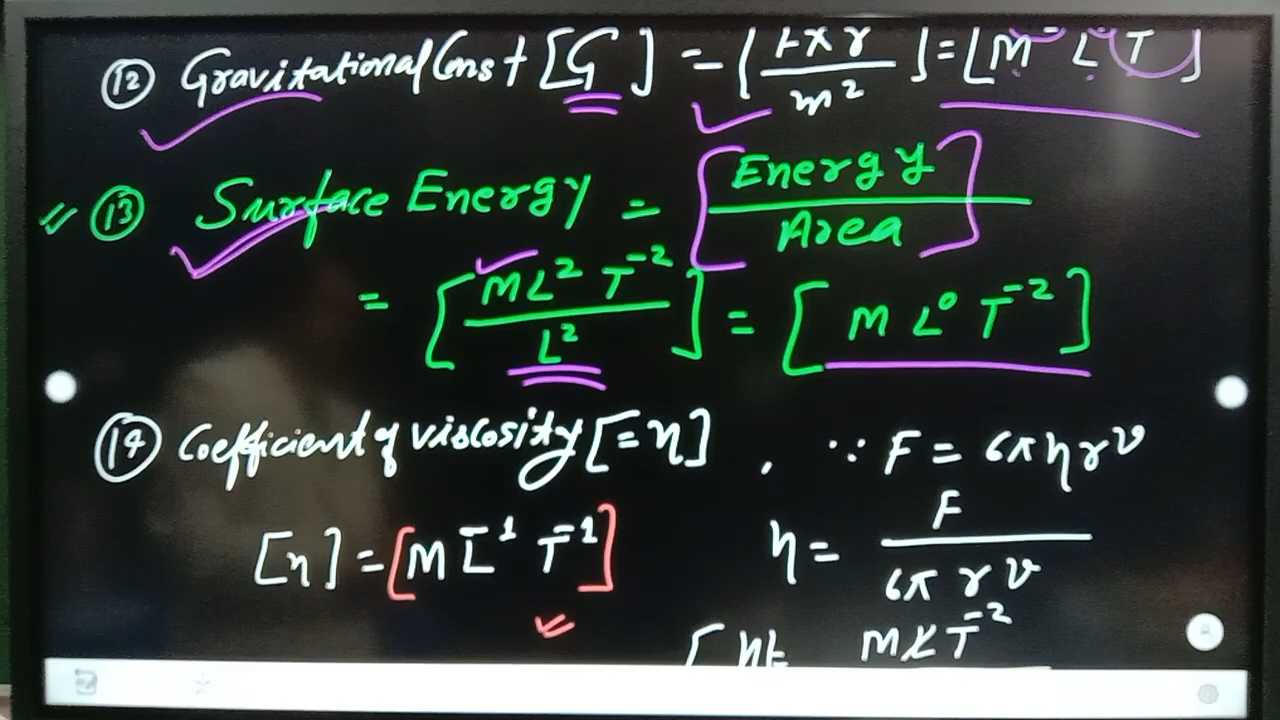 ⑫ Gravitational Const [G] = [F×r / m²] = [M L T]
⑬ Surface Energy = [Energy / Area]
= [ML²T⁻² / L²] = [M L⁰ T⁻²]
⑭ Coefficient of viscosity [=η] , ∵ F = 6πηrv
[η] = [M L⁻¹ T⁻¹] η = F / 6π r v
MLT⁻²